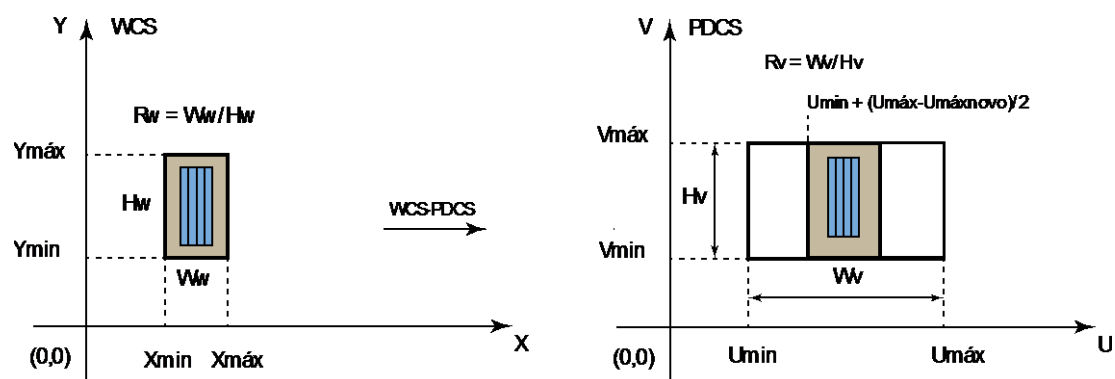 Y WCS
Rw = Ww/Hw
Ymáx
Hw
Ymin
Ww
(0,0) Xmin Xmáx X
WCS-PDCS
V PDCS
Rv = Wv/Hv
Umin + (Umáx-Umáxnovo)/2
Vmáx
Hv
Vmin
Wv
(0,0) Umin Umáx U